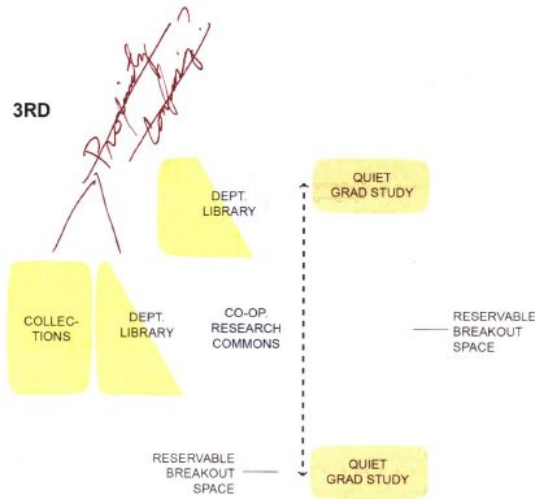 3RD
Proximity?
DEPT.
LIBRARY
QUIET
GRAD STUDY
COLLEC-
TIONS
DEPT.
LIBRARY
CO-OP.
RESEARCH
COMMONS
RESERVABLE
BREAKOUT
SPACE
RESERVABLE
BREAKOUT
SPACE
QUIET
GRAD STUDY